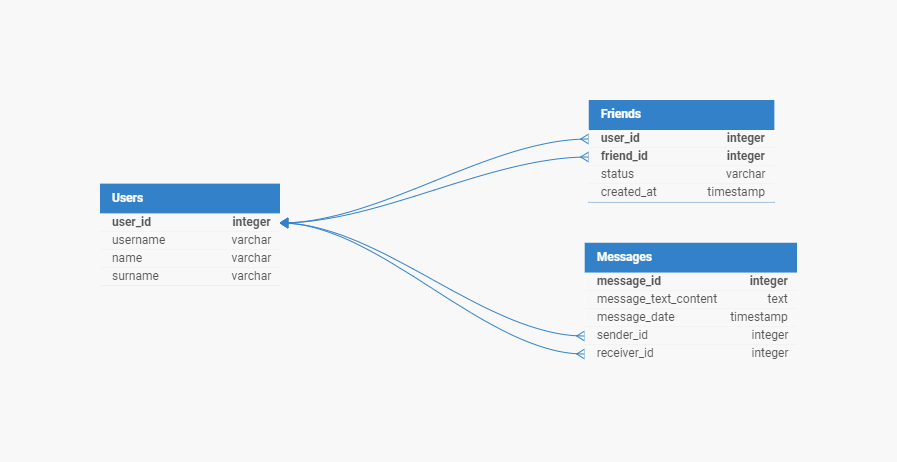 Users
user_id integer
username varchar
name varchar
surname varchar
Friends
user_id integer
friend_id integer
status varchar
created_at timestamp
Messages
message_id integer
message_text_content text
message_date timestamp
sender_id integer
receiver_id integer